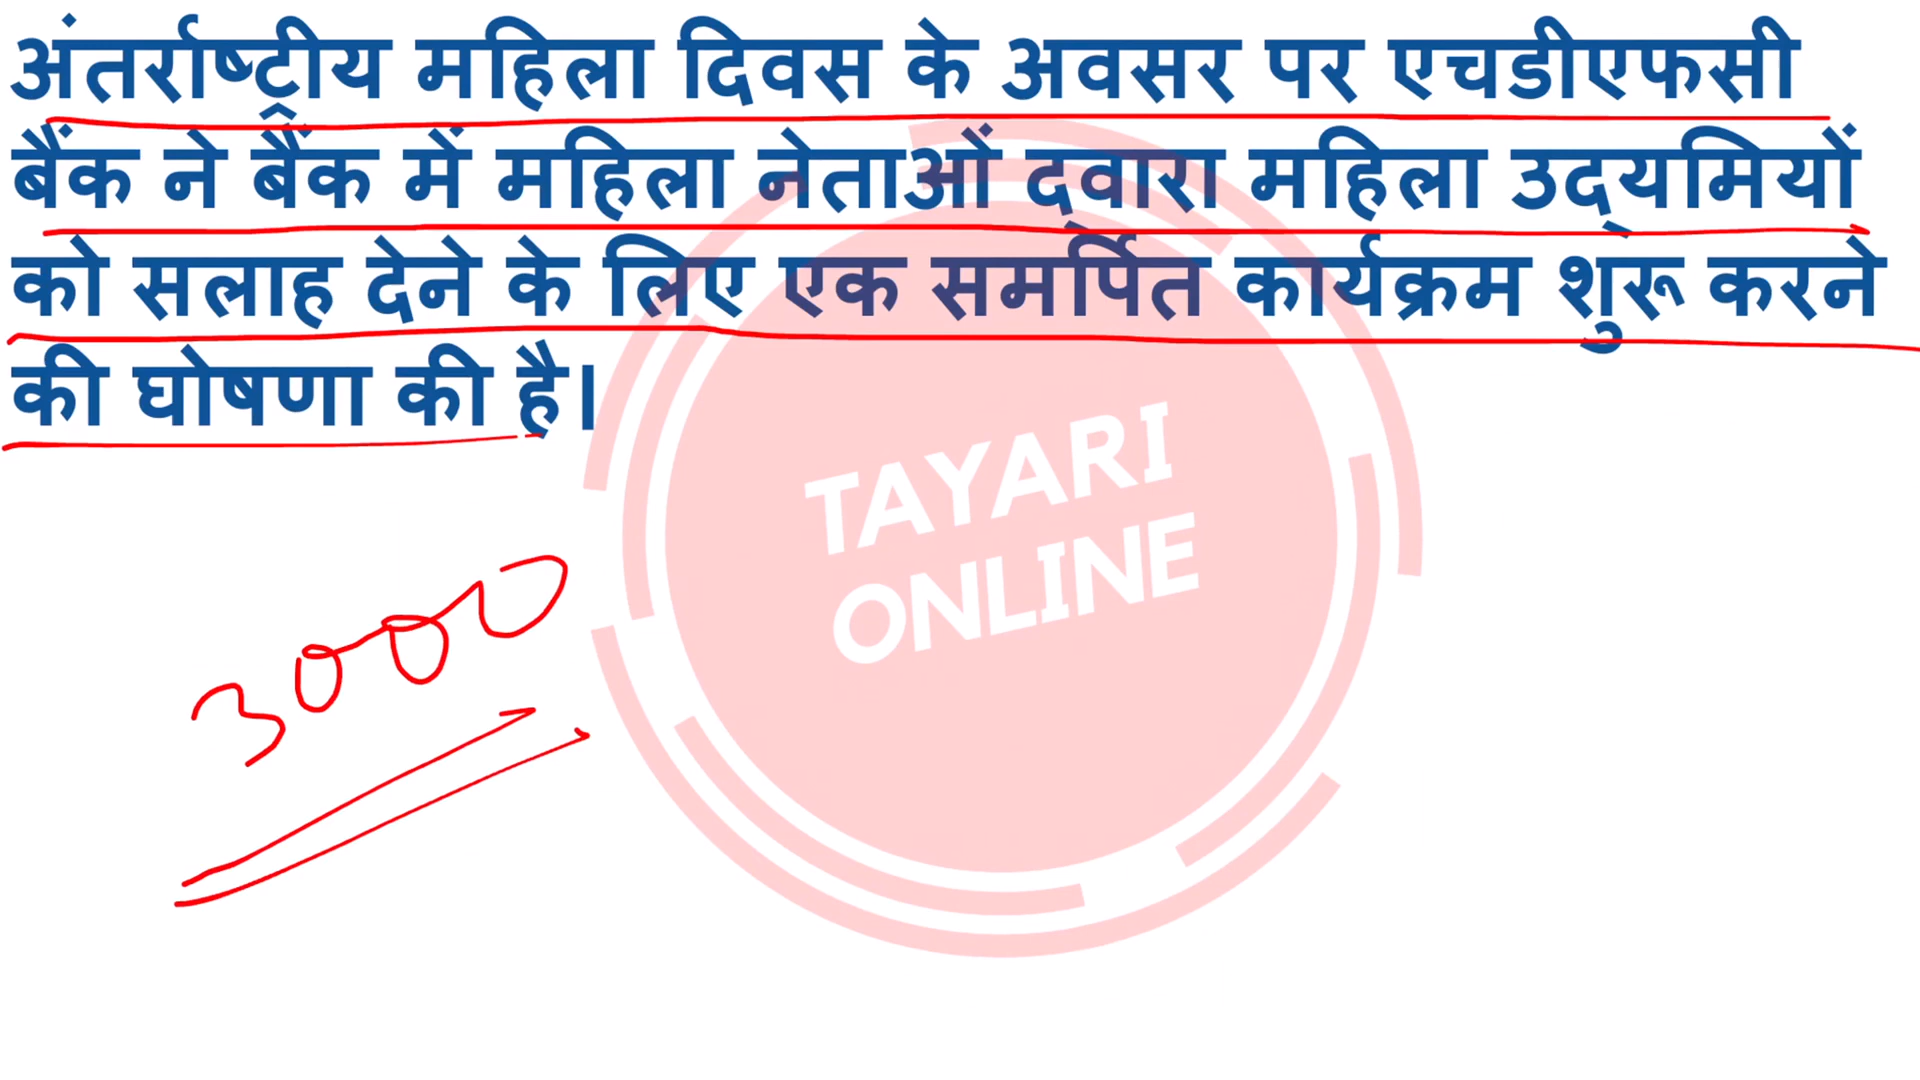 अंतर्राष्ट्रीय महिला दिवस के अवसर पर एचडीएफसी
बैंक ने बैंक में महिला नेताओं द्वारा महिला उद्यमियों
को सलाह देने के लिए एक समर्पित कार्यक्रम शुरू करने
की घोषणा की है।
TAYARI
ONLINE
3000